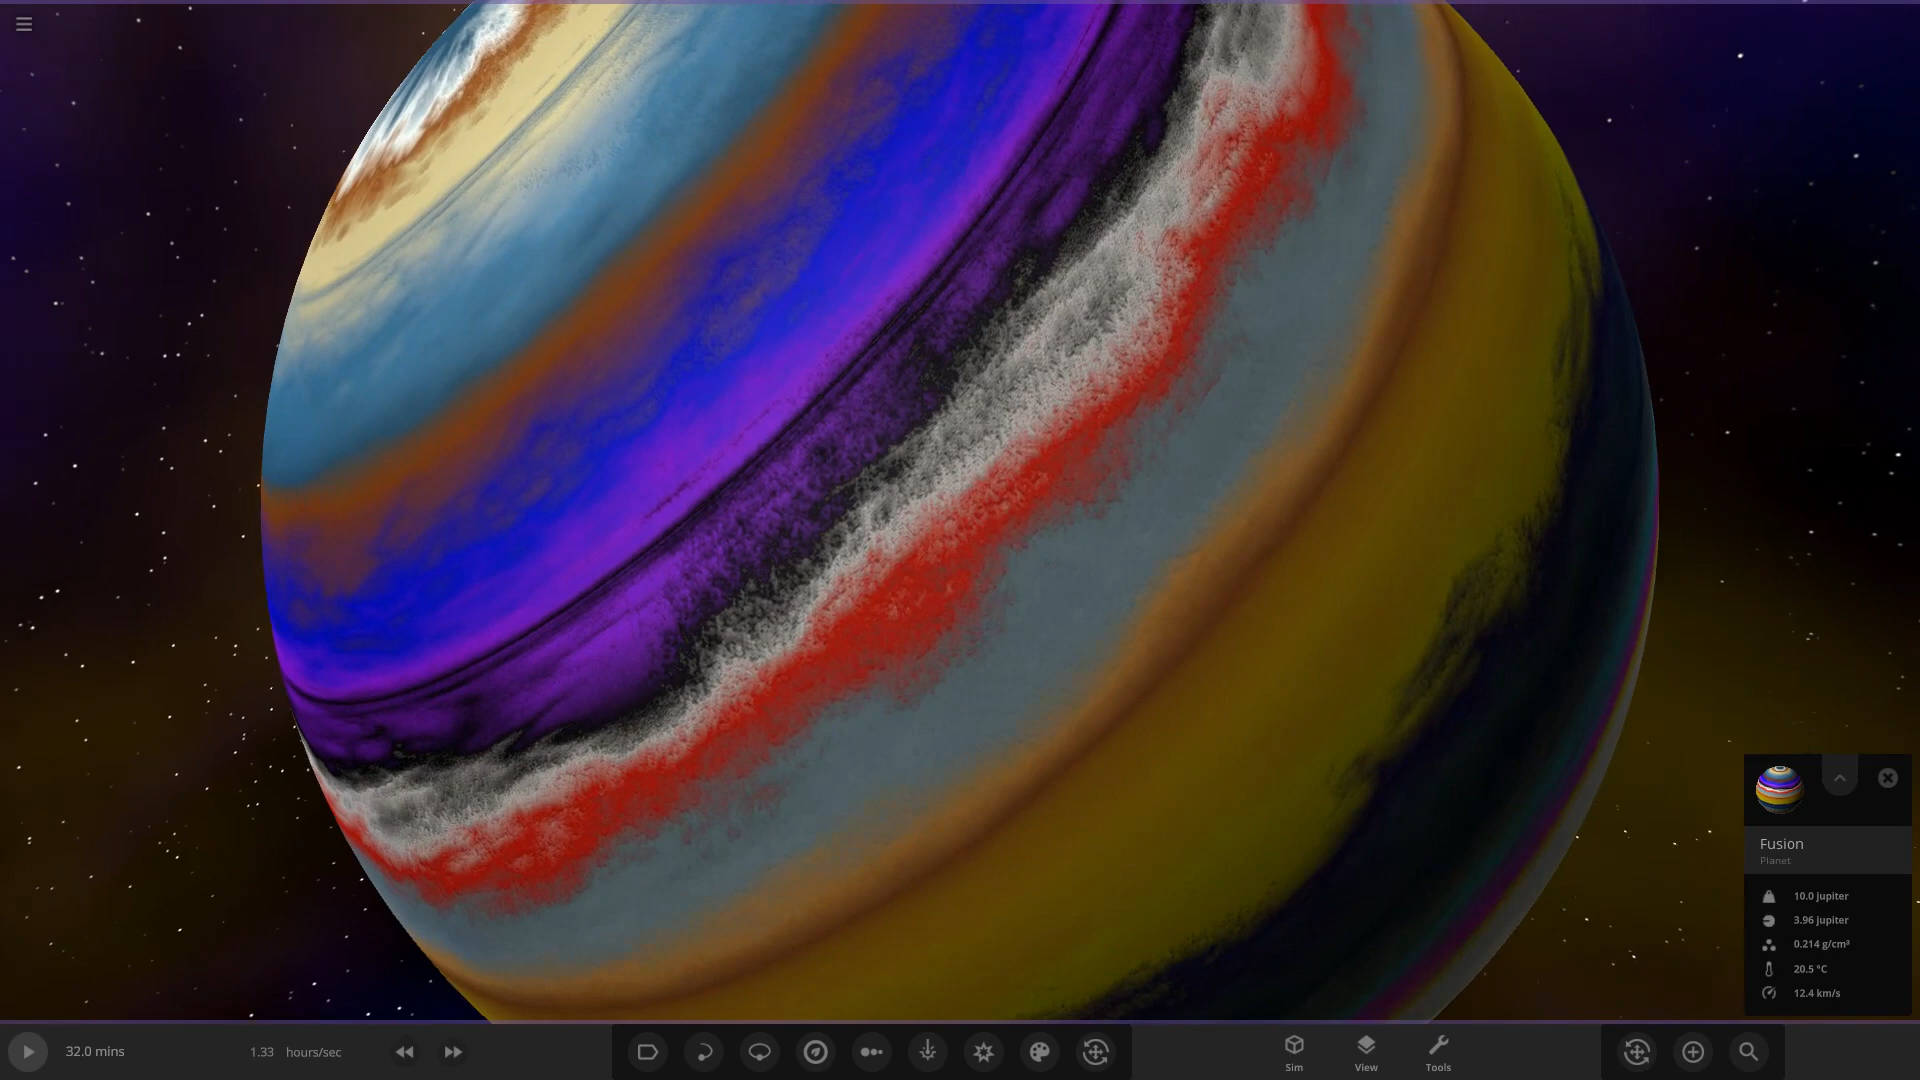 Fusion
Planet
10.0 jupiter
3.96 jupiter
0.214 g/cm³
20.5 °C
12.4 km/s
32.0 mins
1.33 hours/sec
Sim
View
Tools